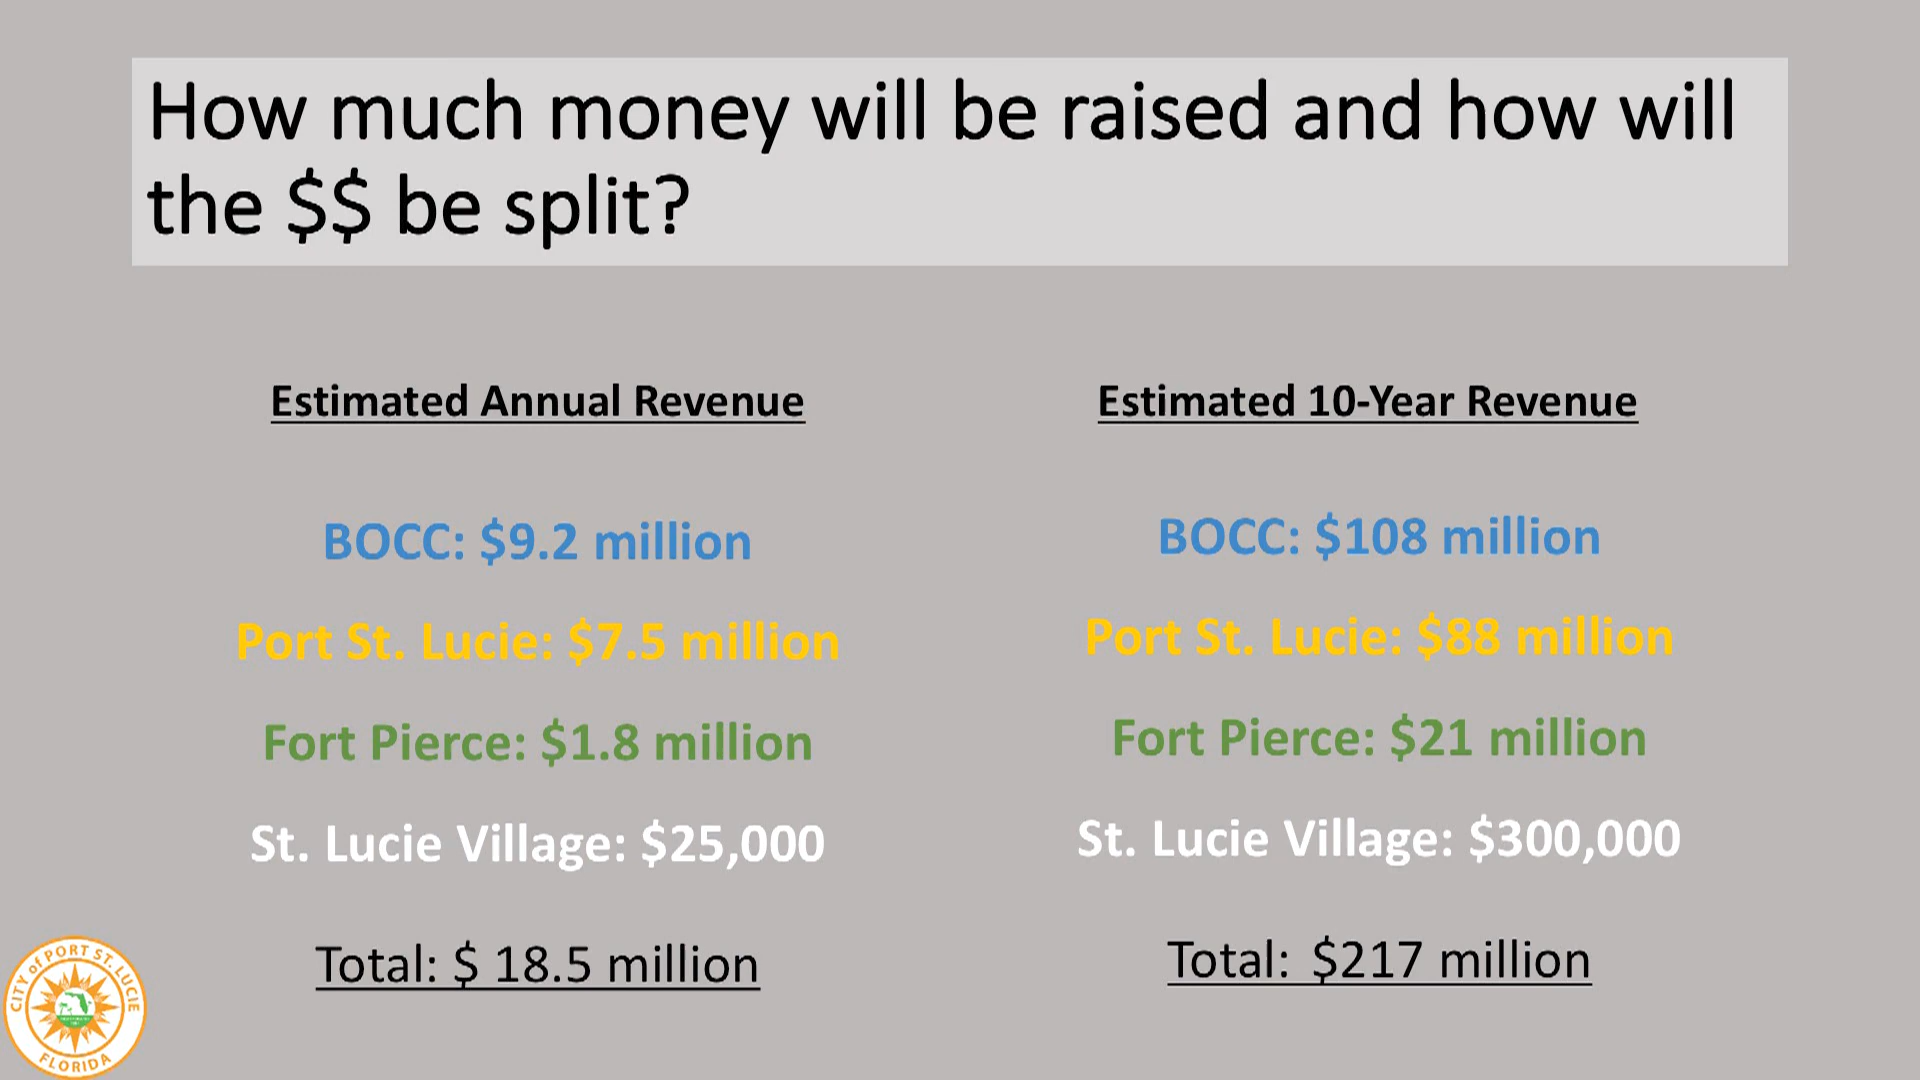 How much money will be raised and how will
the $$ be split?
Estimated Annual Revenue
BOCC: $9.2 million
Port St. Lucie: $7.5 million
Fort Pierce: $1.8 million
St. Lucie Village: $25,000
Total: $ 18.5 million
Estimated 10-Year Revenue
BOCC: $108 million
Port St. Lucie: $88 million
Fort Pierce: $21 million
St. Lucie Village: $300,000
Total: $217 million
CITY of PORT ST. LUCIE
FLORIDA